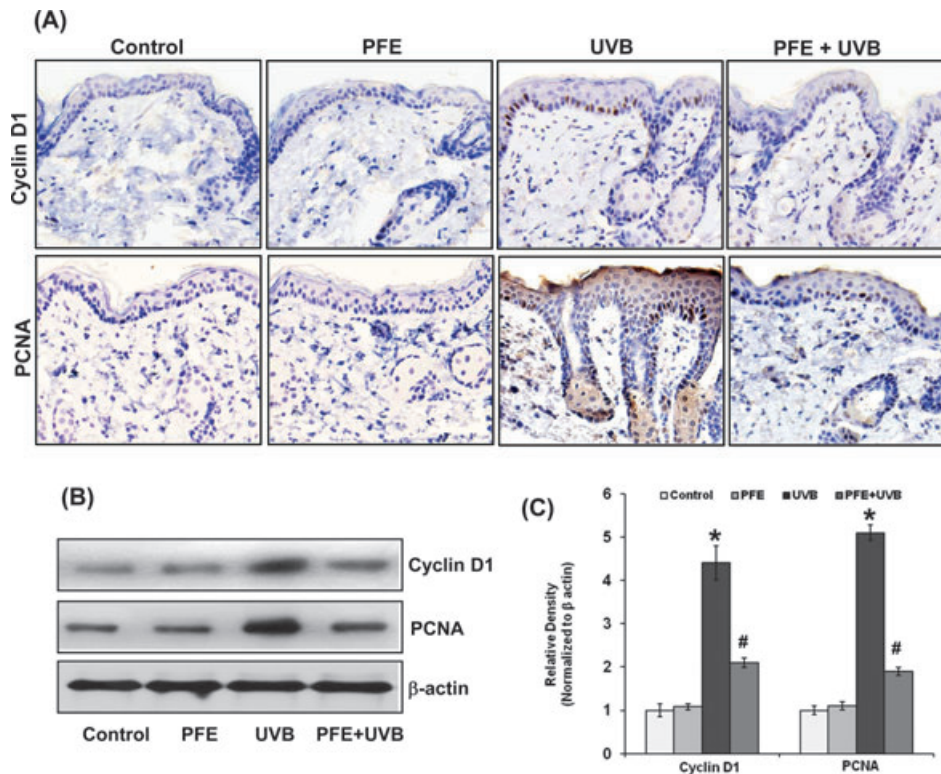 (A)
Control PFE UVB PFE + UVB
Cyclin D1
PCNA
(B)
Cyclin D1
PCNA
β-actin
Control PFE UVB PFE+UVB
(C)
Control PFE UVB PFE+UVB
Relative Density
(Normalized to β actin)
6
5
4
3
2
1
0
*
#
*
#
Cyclin D1 PCNA